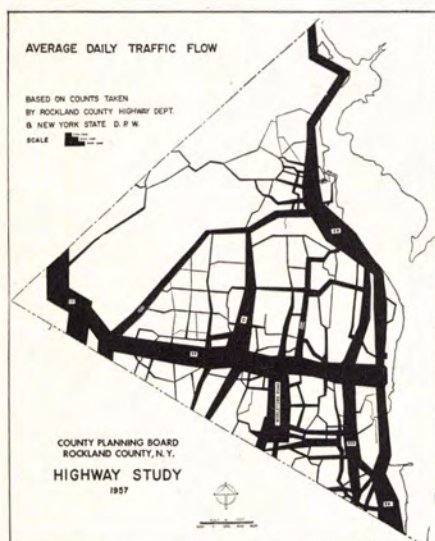 AVERAGE DAILY TRAFFIC FLOW
BASED ON COUNTS TAKEN
BY ROCKLAND COUNTY HIGHWAY DEPT.
& NEW YORK STATE D.P.W.
SCALE
COUNTY PLANNING BOARD
ROCKLAND COUNTY, N.Y.
HIGHWAY STUDY
1957